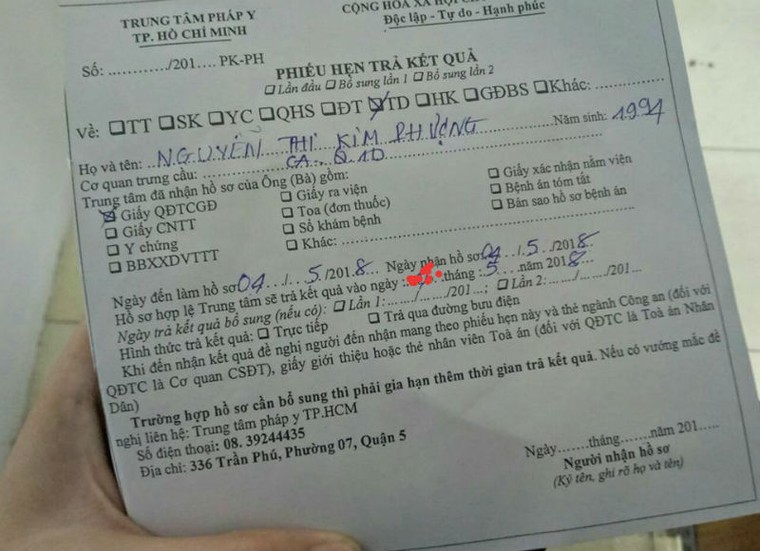 TRUNG TÂM PHÁP Y
TP. HỒ CHÍ MINH
CỘNG HÒA XÃ HỘI
Độc lập - Tự do - Hạnh phúc
Số: ............/201.... PK-PH
PHIẾU HẸN TRẢ KẾT QUẢ
☐ Lần đầu ☐ Bổ sung lần 1 ☐ Bổ sung lần 2
Về: ☐TT ☐SK ☐YC ☐QHS ☐ĐT ☑TD ☐HK ☐GĐBS ☐Khác: ...............
Họ và tên: NGUYỄN THỊ KIM PHƯỢNG Năm sinh: 1991
Cơ quan trưng cầu: CA. Q.TD
Trung tâm đã nhận hồ sơ của Ông (Bà) gồm:
☑ Giấy QĐTCGĐ ☐ Giấy ra viện ☐ Giấy xác nhận nằm viện
☐ Giấy CNTT ☐ Toa (đơn thuốc) ☐ Bệnh án tóm tắt
☐ Y chứng ☐ Sổ khám bệnh ☐ Bản sao hồ sơ bệnh án
☐ BBXXDVTTT ☐ Khác: ...............
Ngày đến làm hồ sơ 04 / 5 /2018 Ngày nhận hồ sơ 04 / 5 /2018
Hồ sơ hợp lệ Trung tâm sẽ trả kết quả vào ngày : tháng : 5 năm 2018
Ngày trả kết quả bổ sung (nếu có): ☐ Lần 1: ....../....../201...; ☐ Lần 2: ....../....../201...
Hình thức trả kết quả: ☐ Trực tiếp ☐ Trả qua đường bưu điện
Khi đến nhận kết quả đề nghị người đến nhận mang theo phiếu hẹn này và thẻ ngành Công an (đối với
QĐTC là Cơ quan CSĐT), giấy giới thiệu hoặc thẻ nhân viên Toà án (đối với QĐTC là Toà án Nhân
Dân)
Trường hợp hồ sơ cần bổ sung thì phải gia hạn thêm thời gian trả kết quả. Nếu có vướng mắc đề
nghị liên hệ: Trung tâm pháp y TP.HCM
Số điện thoại: 08. 39244435
Địa chỉ: 336 Trần Phú, Phường 07, Quận 5
Ngày.......tháng........năm 201.....
Người nhận hồ sơ
(Ký tên, ghi rõ họ và tên)